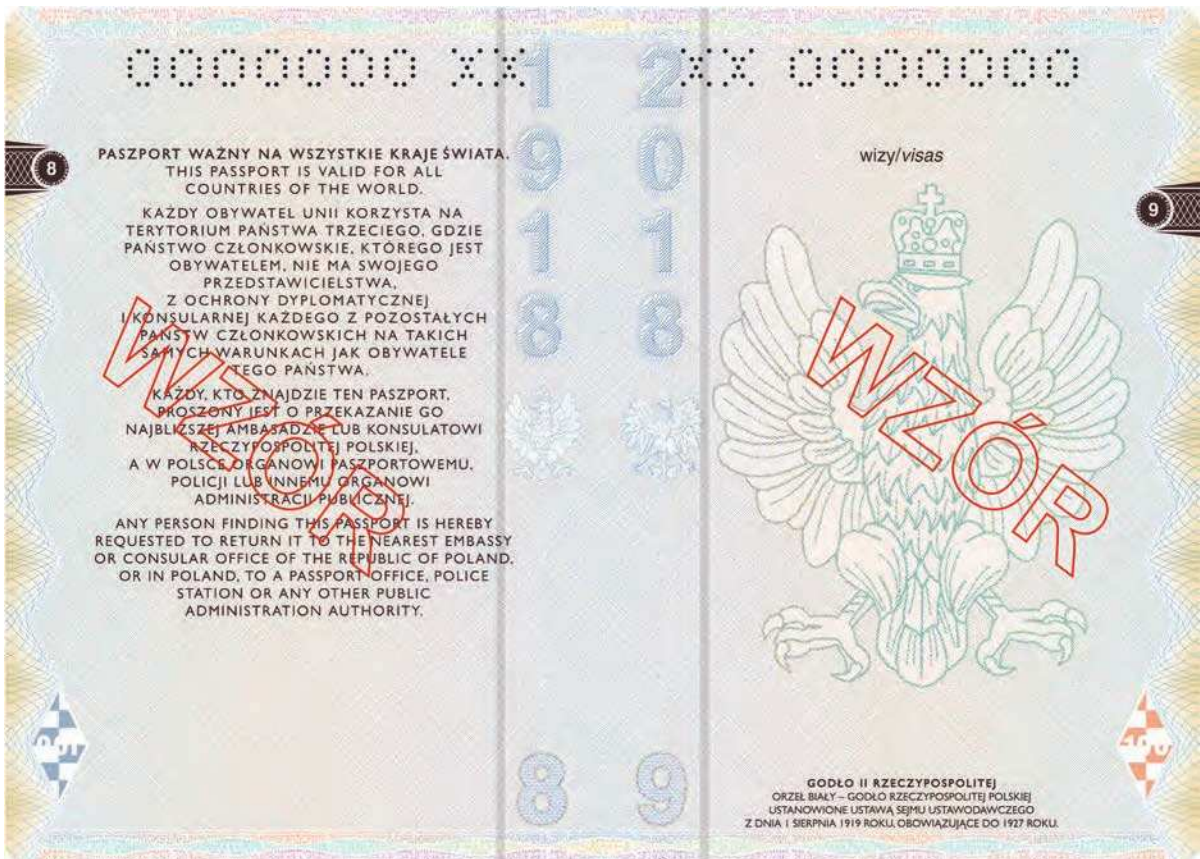 0000000 XX
8
PASZPORT WAŻNY NA WSZYSTKIE KRAJE ŚWIATA.
THIS PASSPORT IS VALID FOR ALL
COUNTRIES OF THE WORLD.
KAŻDY OBYWATEL UNII KORZYSTA NA
TERYTORIUM PAŃSTWA TRZECIEGO, GDZIE
PAŃSTWO CZŁONKOWSKIE, KTÓREGO JEST
OBYWATELEM, NIE MA SWOJEGO
PRZEDSTAWICIELSTWA,
Z OCHRONY DYPLOMATYCZNEJ
I KONSULARNEJ KAŻDEGO Z POZOSTAŁYCH
PAŃSTW CZŁONKOWSKICH NA TAKICH
SAMYCH WARUNKACH JAK OBYWATELE
TEGO PAŃSTWA.
KAŻDY, KTO ZNAJDZIE TEN PASZPORT,
PROSZONY JEST O PRZEKAZANIE GO
NAJBLIŻSZEJ AMBASADZIE LUB KONSULATOWI
RZECZYPOSPOLITEJ POLSKIEJ,
A W POLSCE ORGANOWI PASZPORTOWEMU,
POLICJI LUB INNEMU ORGANOWI
ADMINISTRACJI PUBLICZNEJ.
ANY PERSON FINDING THIS PASSPORT IS HEREBY
REQUESTED TO RETURN IT TO THE NEAREST EMBASSY
OR CONSULAR OFFICE OF THE REPUBLIC OF POLAND,
OR IN POLAND, TO A PASSPORT OFFICE, POLICE
STATION OR ANY OTHER PUBLIC
ADMINISTRATION AUTHORITY.
WZÓR
1918
8
2018
9
XX 0000000
wizy/visas
9
WZÓR
GODŁO II RZECZYPOSPOLITEJ
ORZEŁ BIAŁY – GODŁO RZECZYPOSPOLITEJ POLSKIEJ
USTANOWIONE USTAWĄ SEJMU USTAWODAWCZEGO
Z DNIA 1 SIERPNIA 1919 ROKU, OBOWIĄZUJĄCE DO 1927 ROKU.